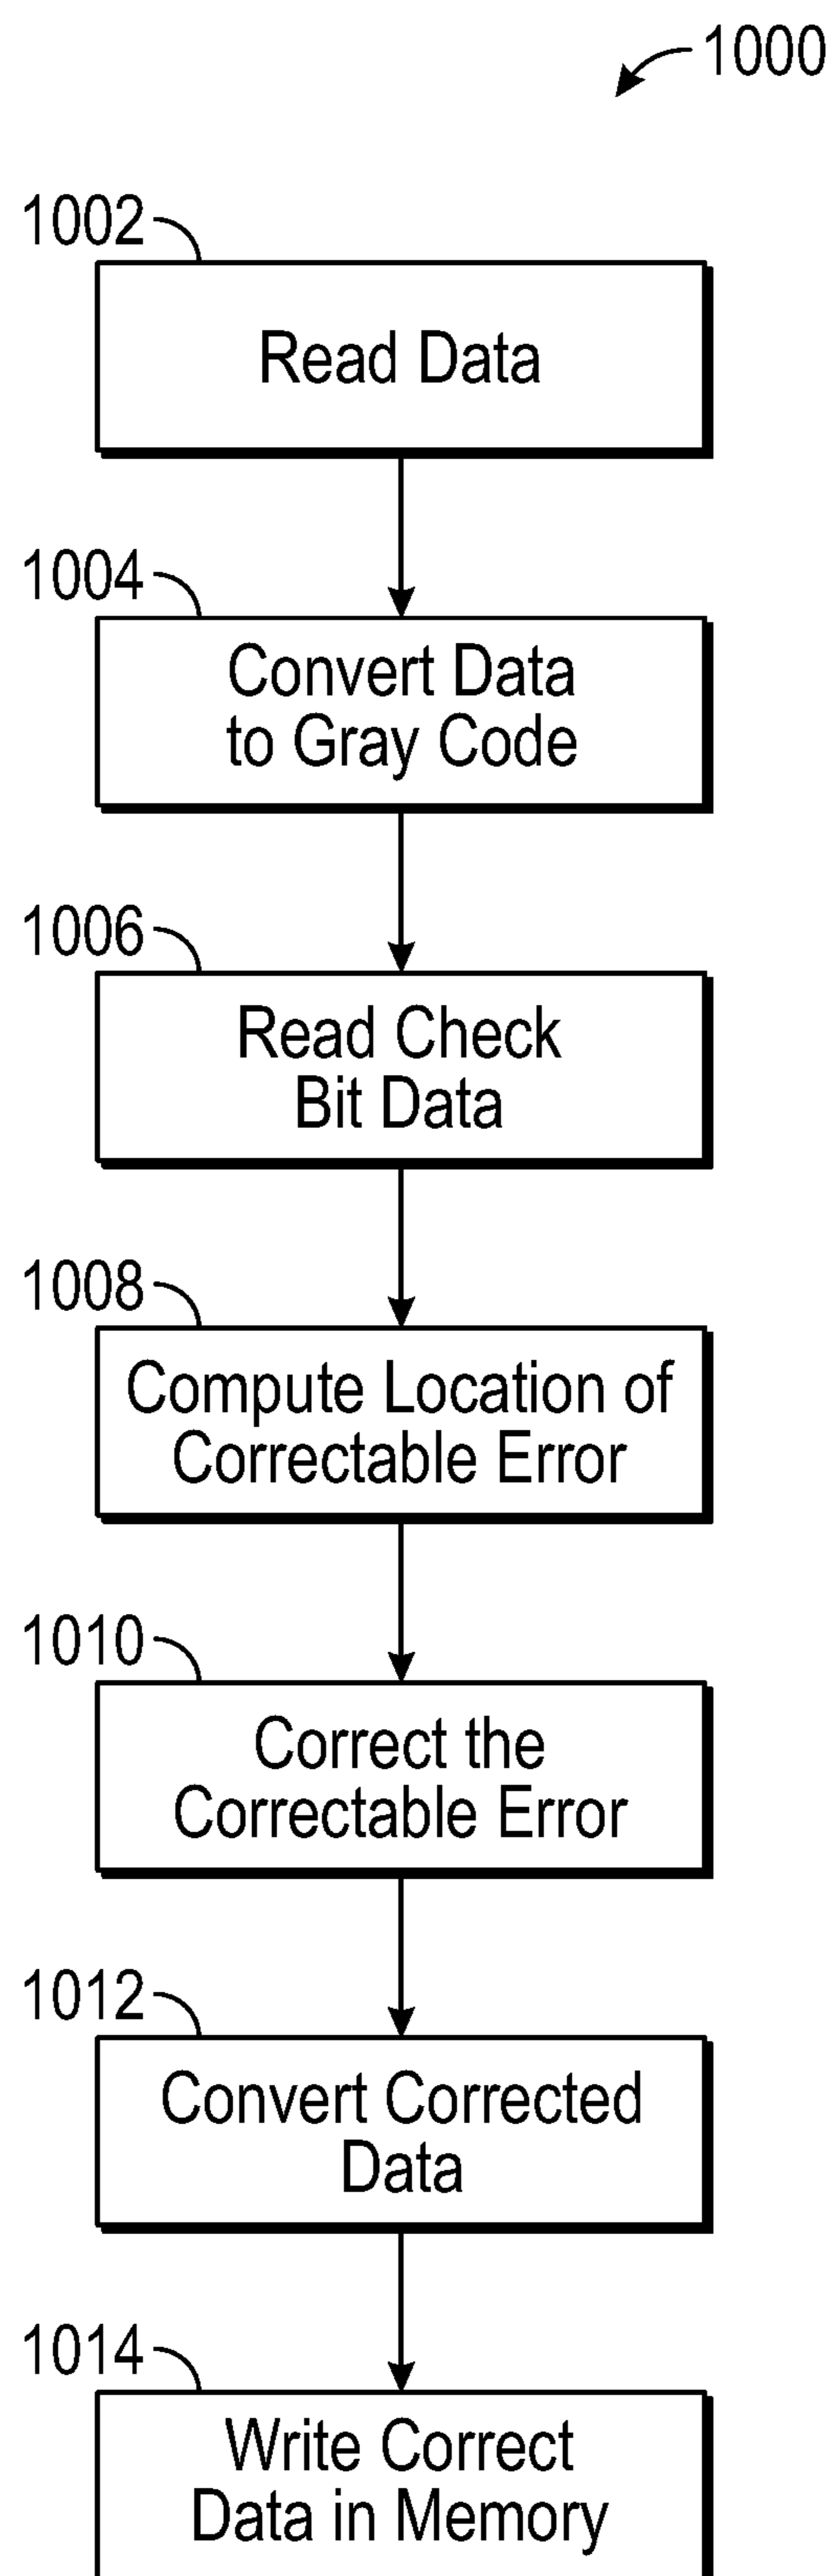 1000
1002
Read Data
1004
Convert Data
to Gray Code
1006
Read Check
Bit Data
1008
Compute Location of
Correctable Error
1010
Correct the
Correctable Error
1012
Convert Corrected
Data
1014
Write Correct
Data in Memory